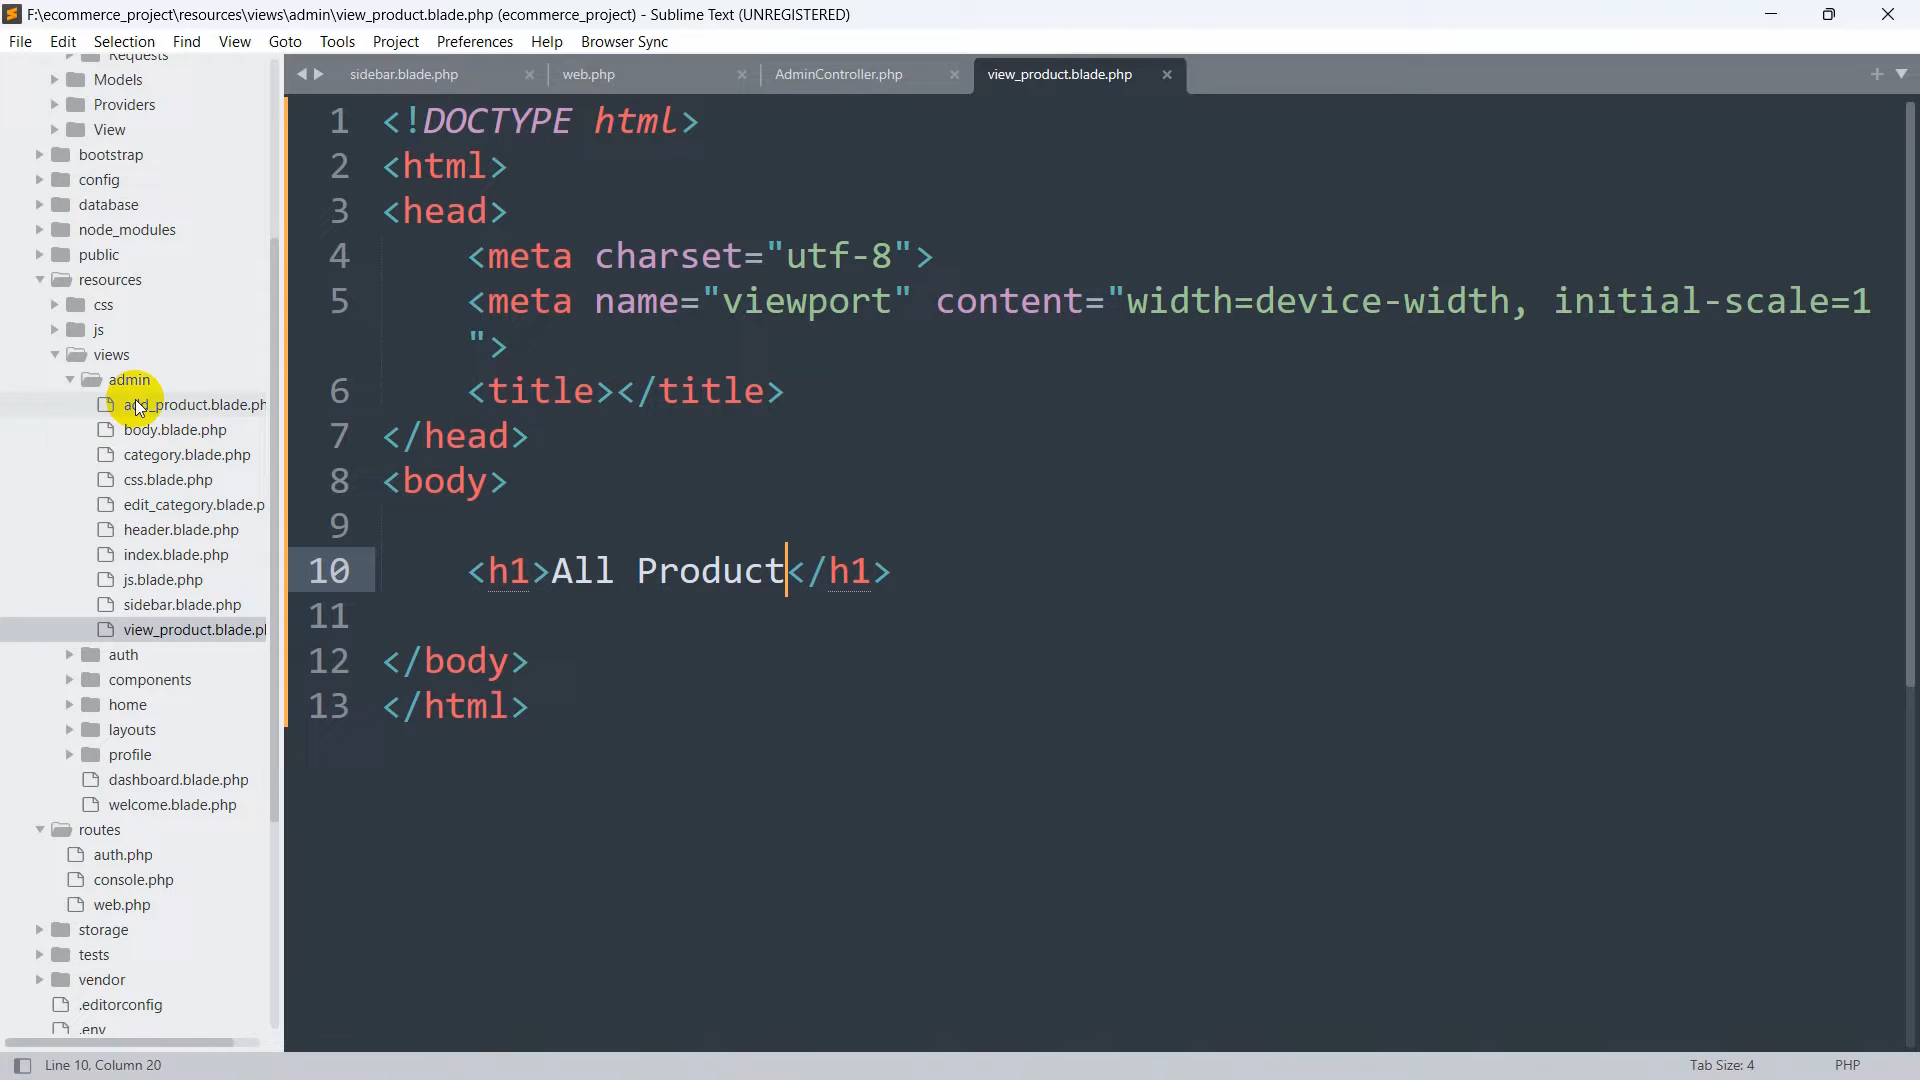 F:\ecommerce_project\resources\views\admin\view_product.blade.php (ecommerce_project) - Sublime Text (UNREGISTERED)
File Edit Selection Find View Goto Tools Project Preferences Help Browser Sync
sidebar.blade.php web.php AdminController.php view_product.blade.php
Requests
Models
Providers
View
bootstrap
config
database
node_modules
public
resources
css
js
views
admin
add_product.blade.ph
body.blade.php
category.blade.php
css.blade.php
edit_category.blade.p
header.blade.php
index.blade.php
js.blade.php
sidebar.blade.php
view_product.blade.pl
auth
components
home
layouts
profile
dashboard.blade.php
welcome.blade.php
routes
auth.php
console.php
web.php
storage
tests
vendor
.editorconfig
.env
1 <!DOCTYPE html>
2 <html>
3 <head>
4 <meta charset="utf-8">
5 <meta name="viewport" content="width=device-width, initial-scale=1
">
6 <title></title>
7 </head>
8 <body>
9
10 <h1>All Product</h1>
11
12 </body>
13 </html>
Line 10, Column 20 Tab Size: 4 PHP